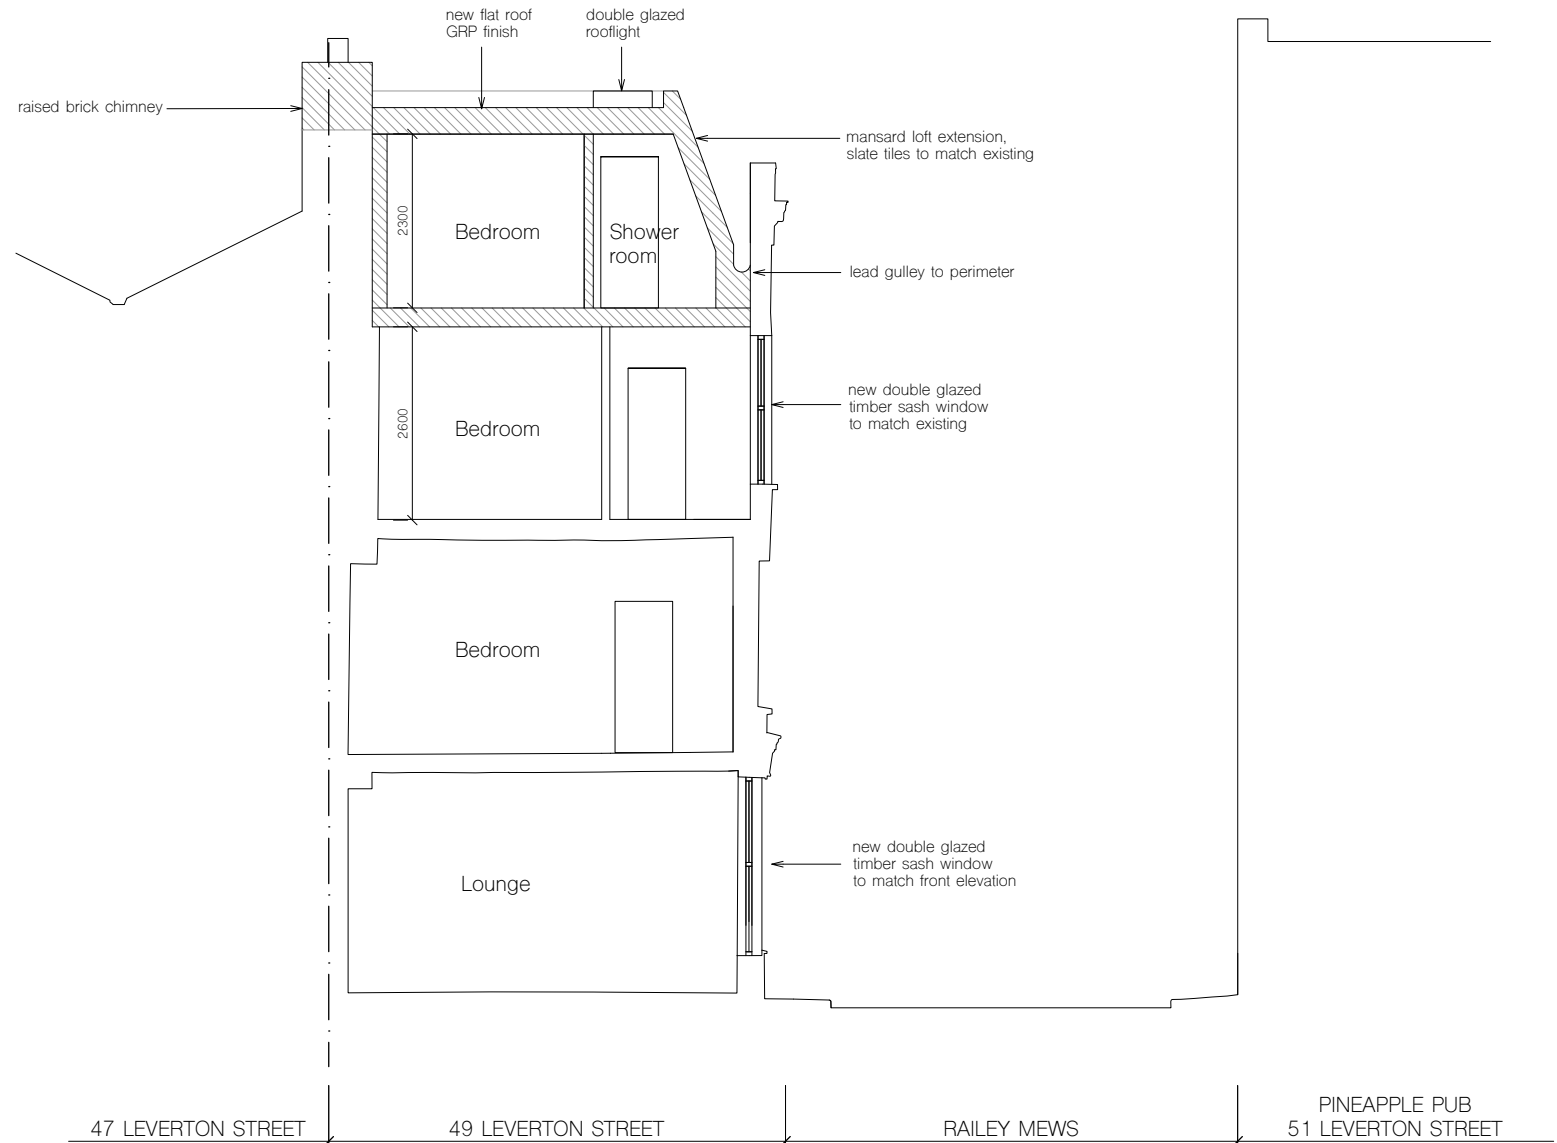 new flat roof
GRP finish
double glazed
rooflight
raised brick chimney
mansard loft extension,
slate tiles to match existing
2300
Bedroom
Shower
room
lead gulley to perimeter
new double glazed
timber sash window
to match existing
2600
Bedroom
Bedroom
new double glazed
timber sash window
to match front elevation
Lounge
47 LEVERTON STREET
49 LEVERTON STREET
RAILEY MEWS
PINEAPPLE PUB
51 LEVERTON STREET